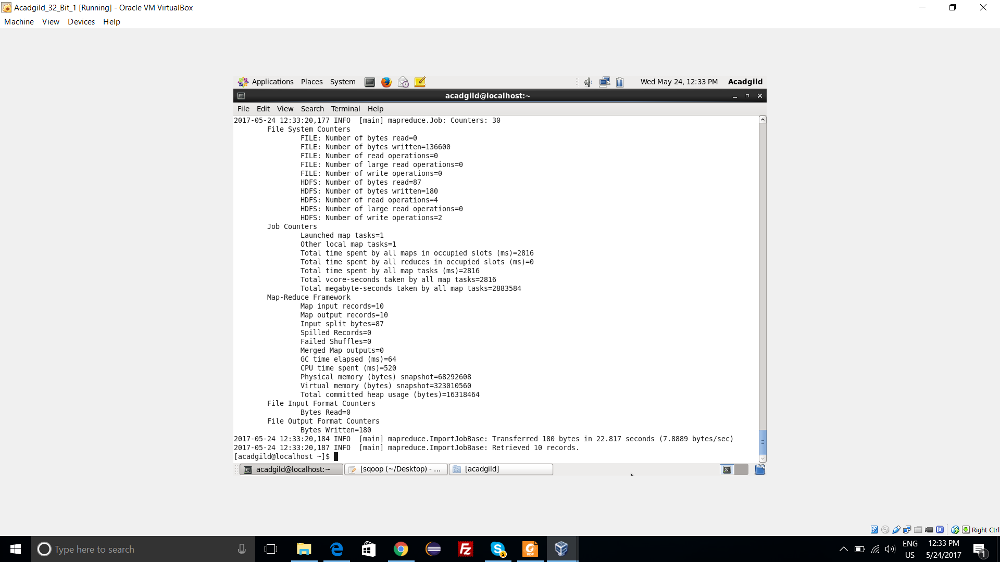 Acadgild_32_Bit_1 [Running] - Oracle VM VirtualBox
Machine View Devices Help
Applications Places System Wed May 24, 12:33 PM Acadgild
acadgild@localhost:~
File Edit View Search Terminal Help
2017-05-24 12:33:20,177 INFO  [main] mapreduce.Job: Counters: 30
File System Counters
FILE: Number of bytes read=0
FILE: Number of bytes written=136600
FILE: Number of read operations=0
FILE: Number of large read operations=0
FILE: Number of write operations=0
HDFS: Number of bytes read=87
HDFS: Number of bytes written=180
HDFS: Number of read operations=4
HDFS: Number of large read operations=0
HDFS: Number of write operations=2
Job Counters
Launched map tasks=1
Other local map tasks=1
Total time spent by all maps in occupied slots (ms)=2816
Total time spent by all reduces in occupied slots (ms)=0
Total time spent by all map tasks (ms)=2816
Total vcore-seconds taken by all map tasks=2816
Total megabyte-seconds taken by all map tasks=2883584
Map-Reduce Framework
Map input records=10
Map output records=10
Input split bytes=87
Spilled Records=0
Failed Shuffles=0
Merged Map outputs=0
GC time elapsed (ms)=64
CPU time spent (ms)=520
Physical memory (bytes) snapshot=68292608
Virtual memory (bytes) snapshot=323010560
Total committed heap usage (bytes)=16318464
File Input Format Counters
Bytes Read=0
File Output Format Counters
Bytes Written=180
2017-05-24 12:33:20,184 INFO  [main] mapreduce.ImportJobBase: Transferred 180 bytes in 22.817 seconds (7.8889 bytes/sec)
2017-05-24 12:33:20,187 INFO  [main] mapreduce.ImportJobBase: Retrieved 10 records.
[acadgild@localhost ~]$
acadgild@localhost:~ [sqoop (~/Desktop) - ... [acadgild]
Right Ctrl
Type here to search
ENG 12:33 PM
US 5/24/2017